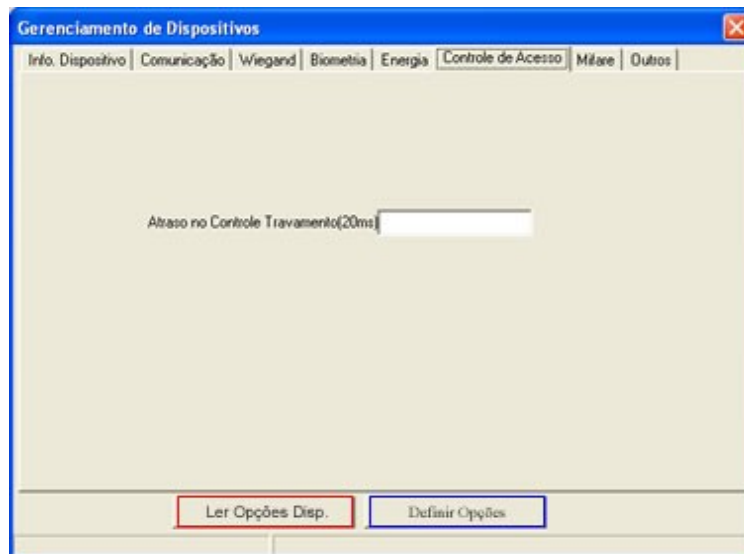 Gerenciamento de Dispositivos
Info. Dispositivo Comunicação Wiegand Biometria Energia Controle de Acesso Mifare Outros
Atraso no Controle Travamento(20ms)
Ler Opções Disp. Definir Opções